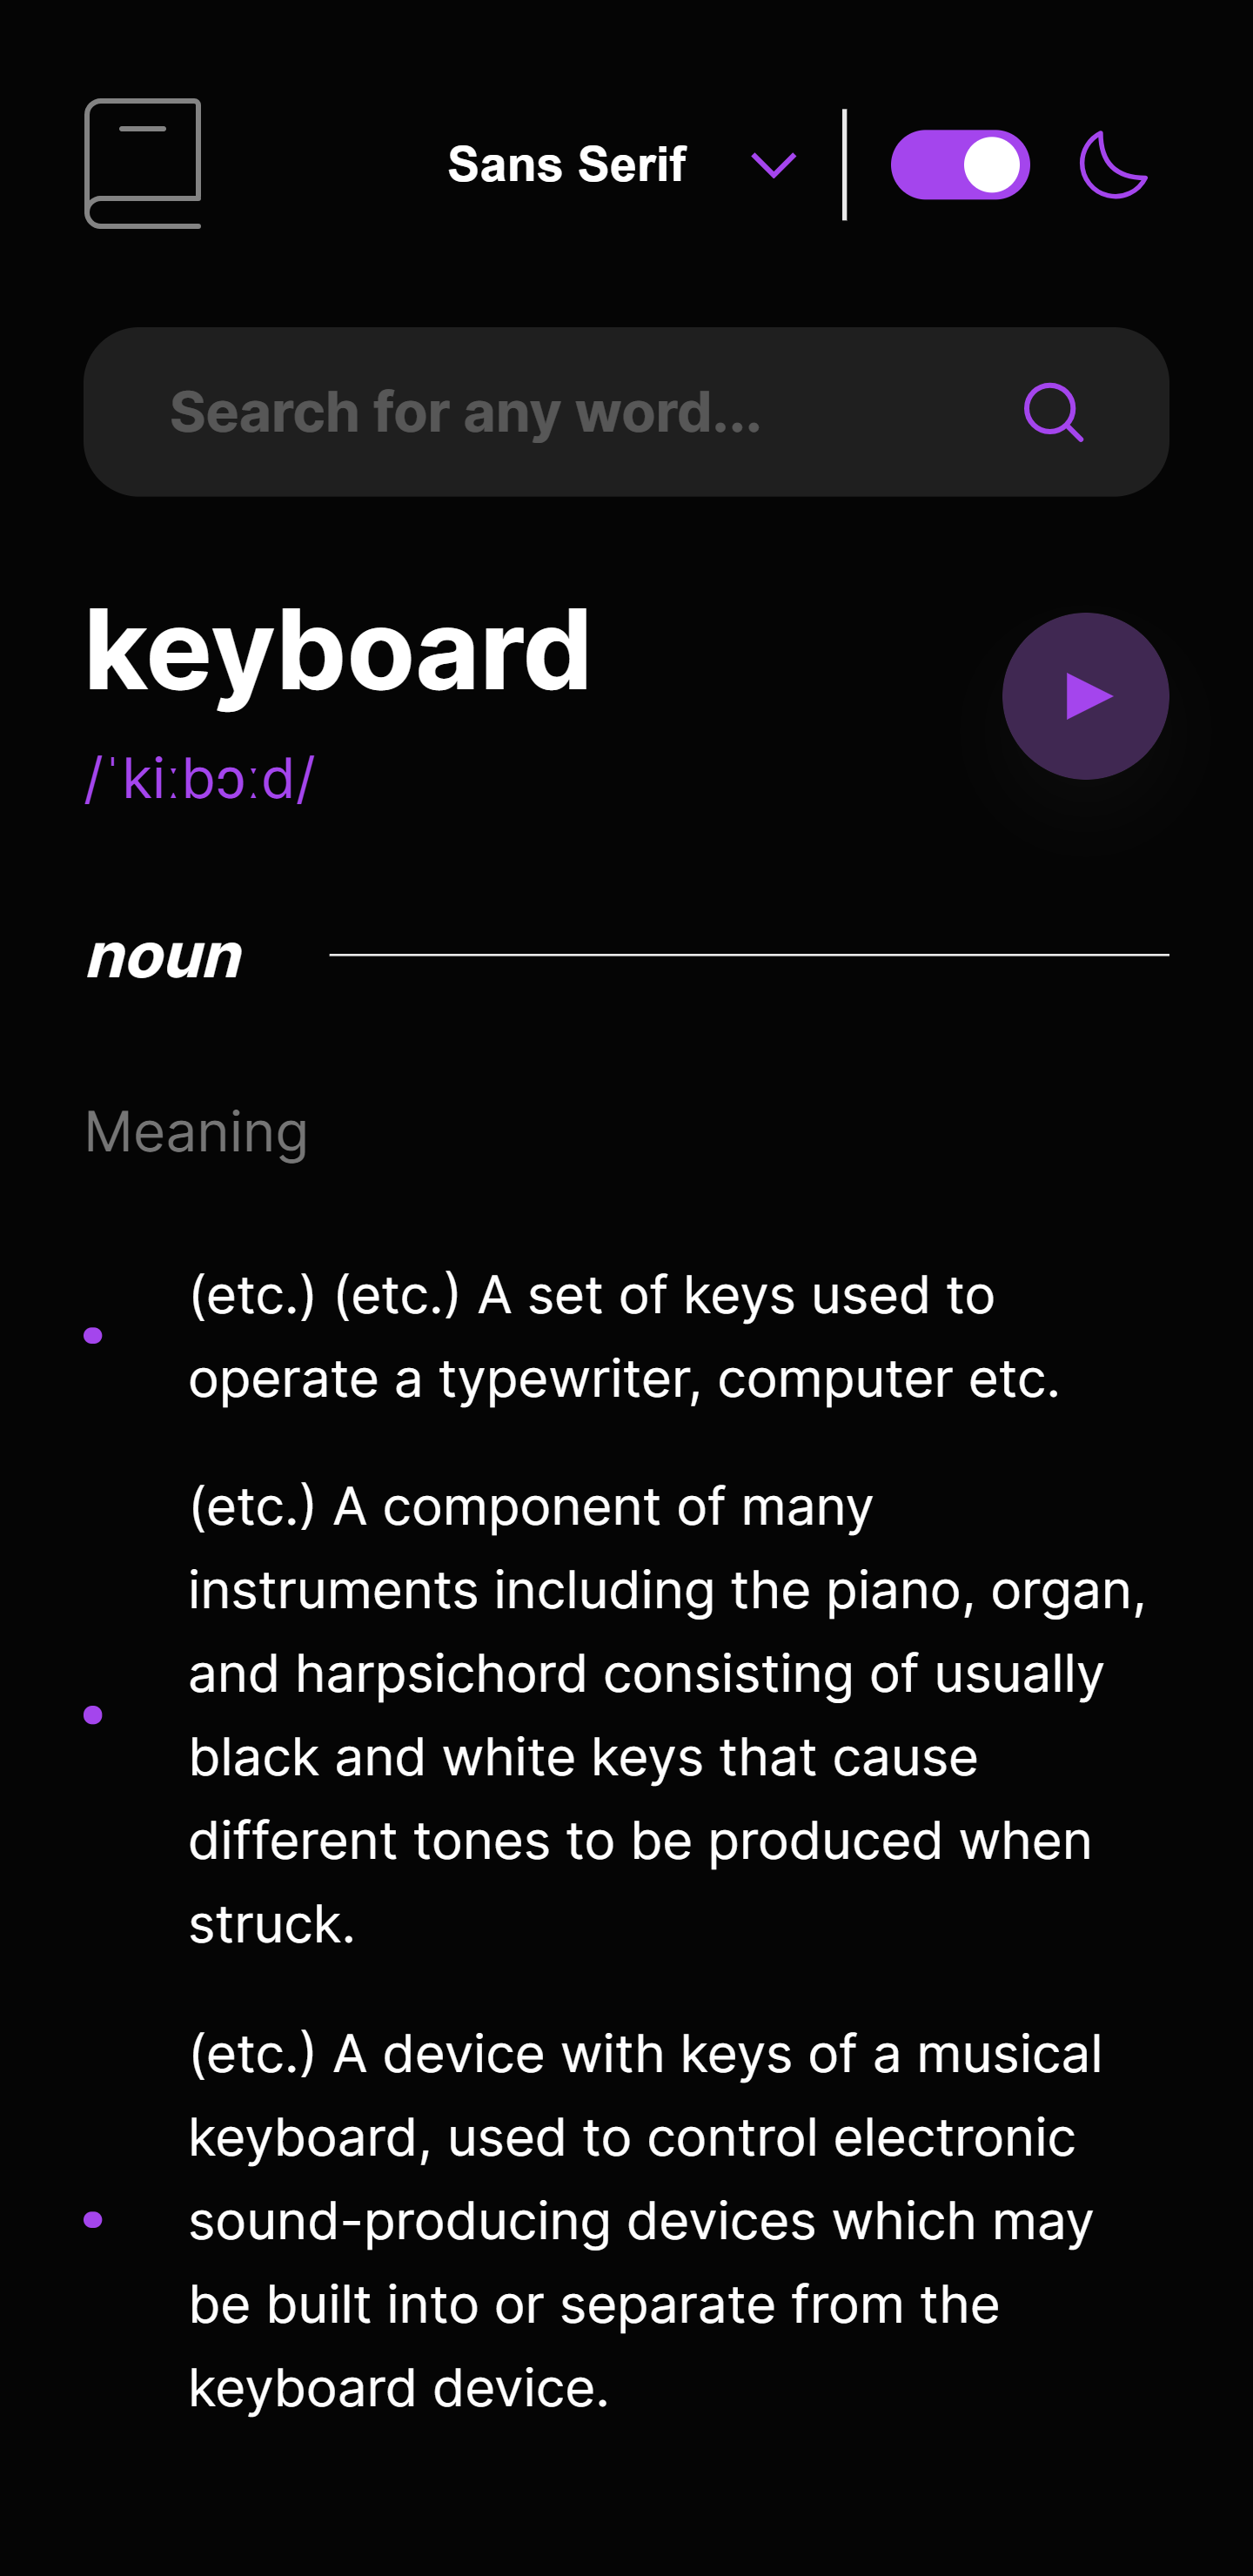 Sans Serif
Search for any word...
keyboard
/ˈkiːbɔːd/
noun
Meaning
(etc.) (etc.) A set of keys used to
operate a typewriter, computer etc.
(etc.) A component of many
instruments including the piano, organ,
and harpsichord consisting of usually
black and white keys that cause
different tones to be produced when
struck.
(etc.) A device with keys of a musical
keyboard, used to control electronic
sound-producing devices which may
be built into or separate from the
keyboard device.